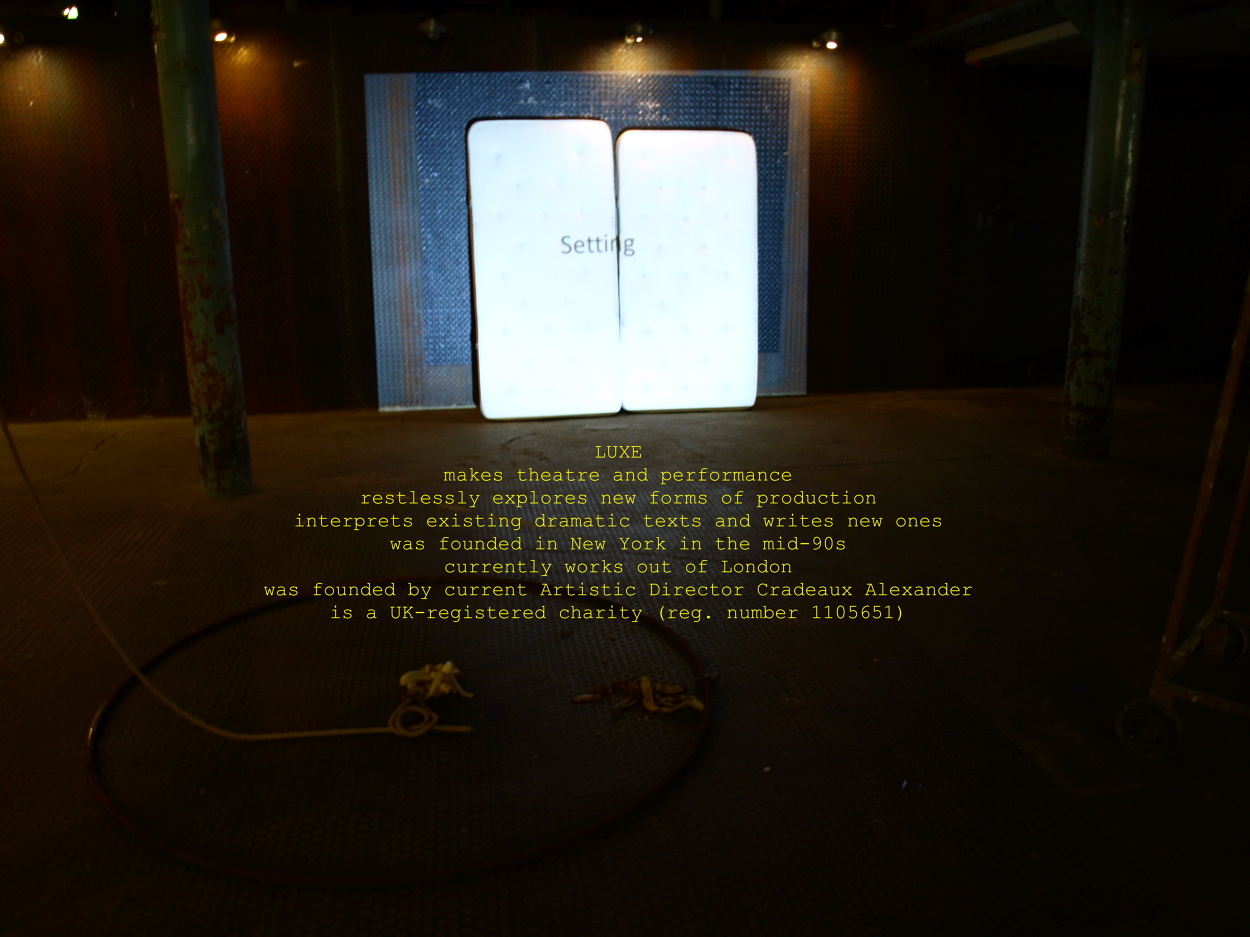 Setting
LUXE
makes theatre and performance
restlessly explores new forms of production
interprets existing dramatic texts and writes new ones
was founded in New York in the mid-90s
currently works out of London
was founded by current Artistic Director Cradeaux Alexander
is a UK-registered charity (reg. number 1105651)